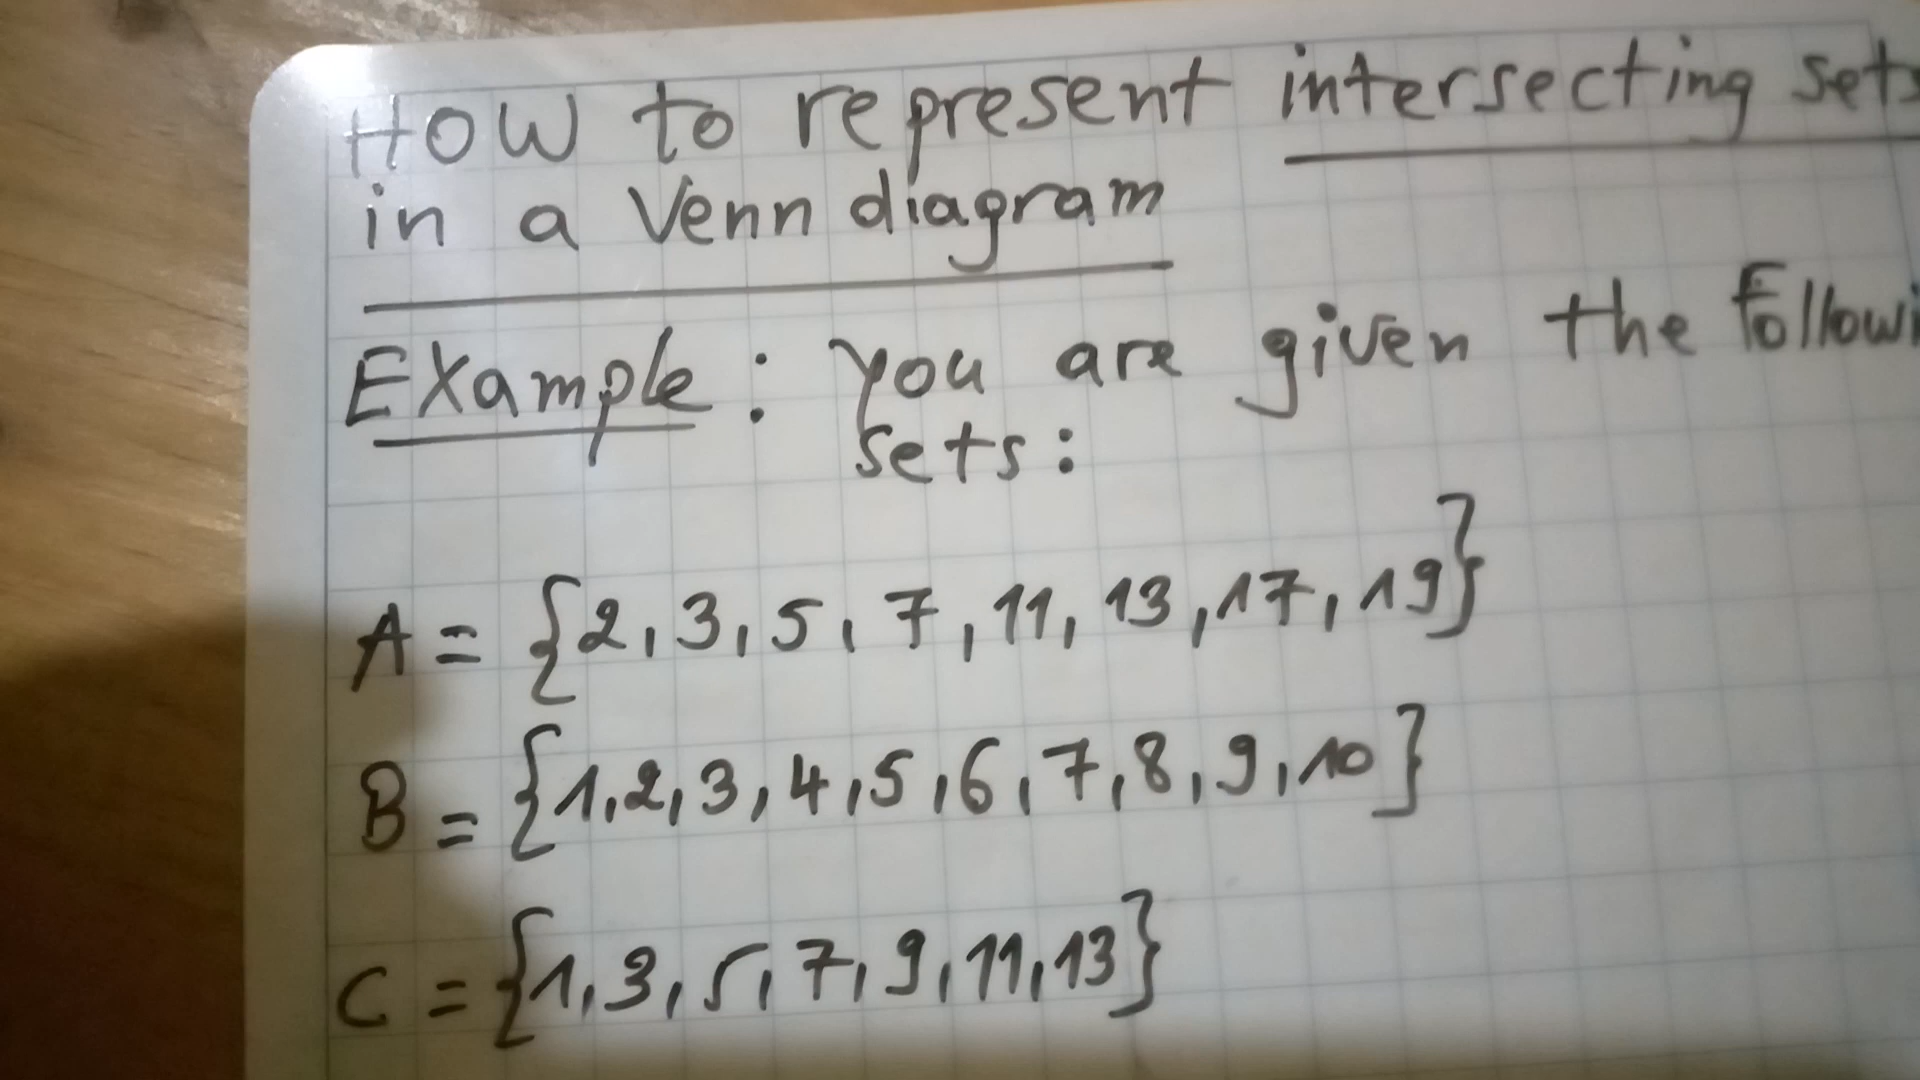 How to represent intersecting sets
in a Venn diagram
Example: you are given the followi
sets:
A = {2, 3, 5, 7, 11, 13, 17, 19}
B = {1, 2, 3, 4, 5, 6, 7, 8, 9, 10}
C = {1, 3, 5, 7, 9, 11, 13}